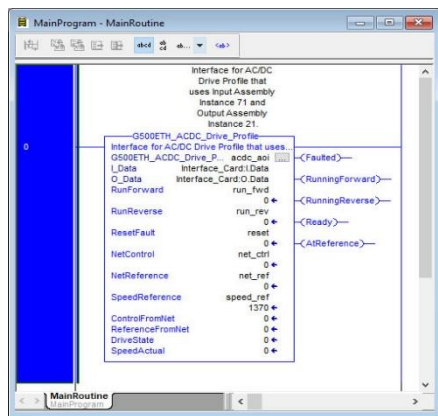 MainProgram - MainRoutine
abcd
ab...
<ab>
Interface for AC/DC
Drive Profile that
uses Input Assembly
Instance 71 and
Output Assembly
Instance 21.
G500ETH_ACDC_Drive_Profile
Interface for AC/DC Drive Profile that uses...
G500ETH_ACDC_Drive_P... acdc_aoi ...
I_Data Interface_Card:I.Data
O_Data Interface_Card:O.Data
RunForward run_fwd
0
RunReverse run_rev
0
ResetFault reset
0
NetControl net_ctrl
0
NetReference net_ref
0
SpeedReference speed_ref
1370
ControlFromNet 0
ReferenceFromNet 0
DriveState 0
SpeedActual 0
(Faulted)
(RunningForward)
(RunningReverse)
(Ready)
(AtReference)
0
MainRoutine
MainProgram